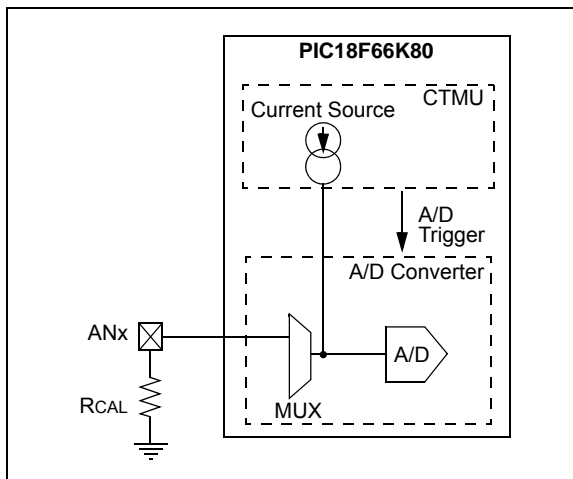 PIC18F66K80
CTMU
Current Source
A/D
Trigger
A/D Converter
ANx
A/D
RCAL
MUX